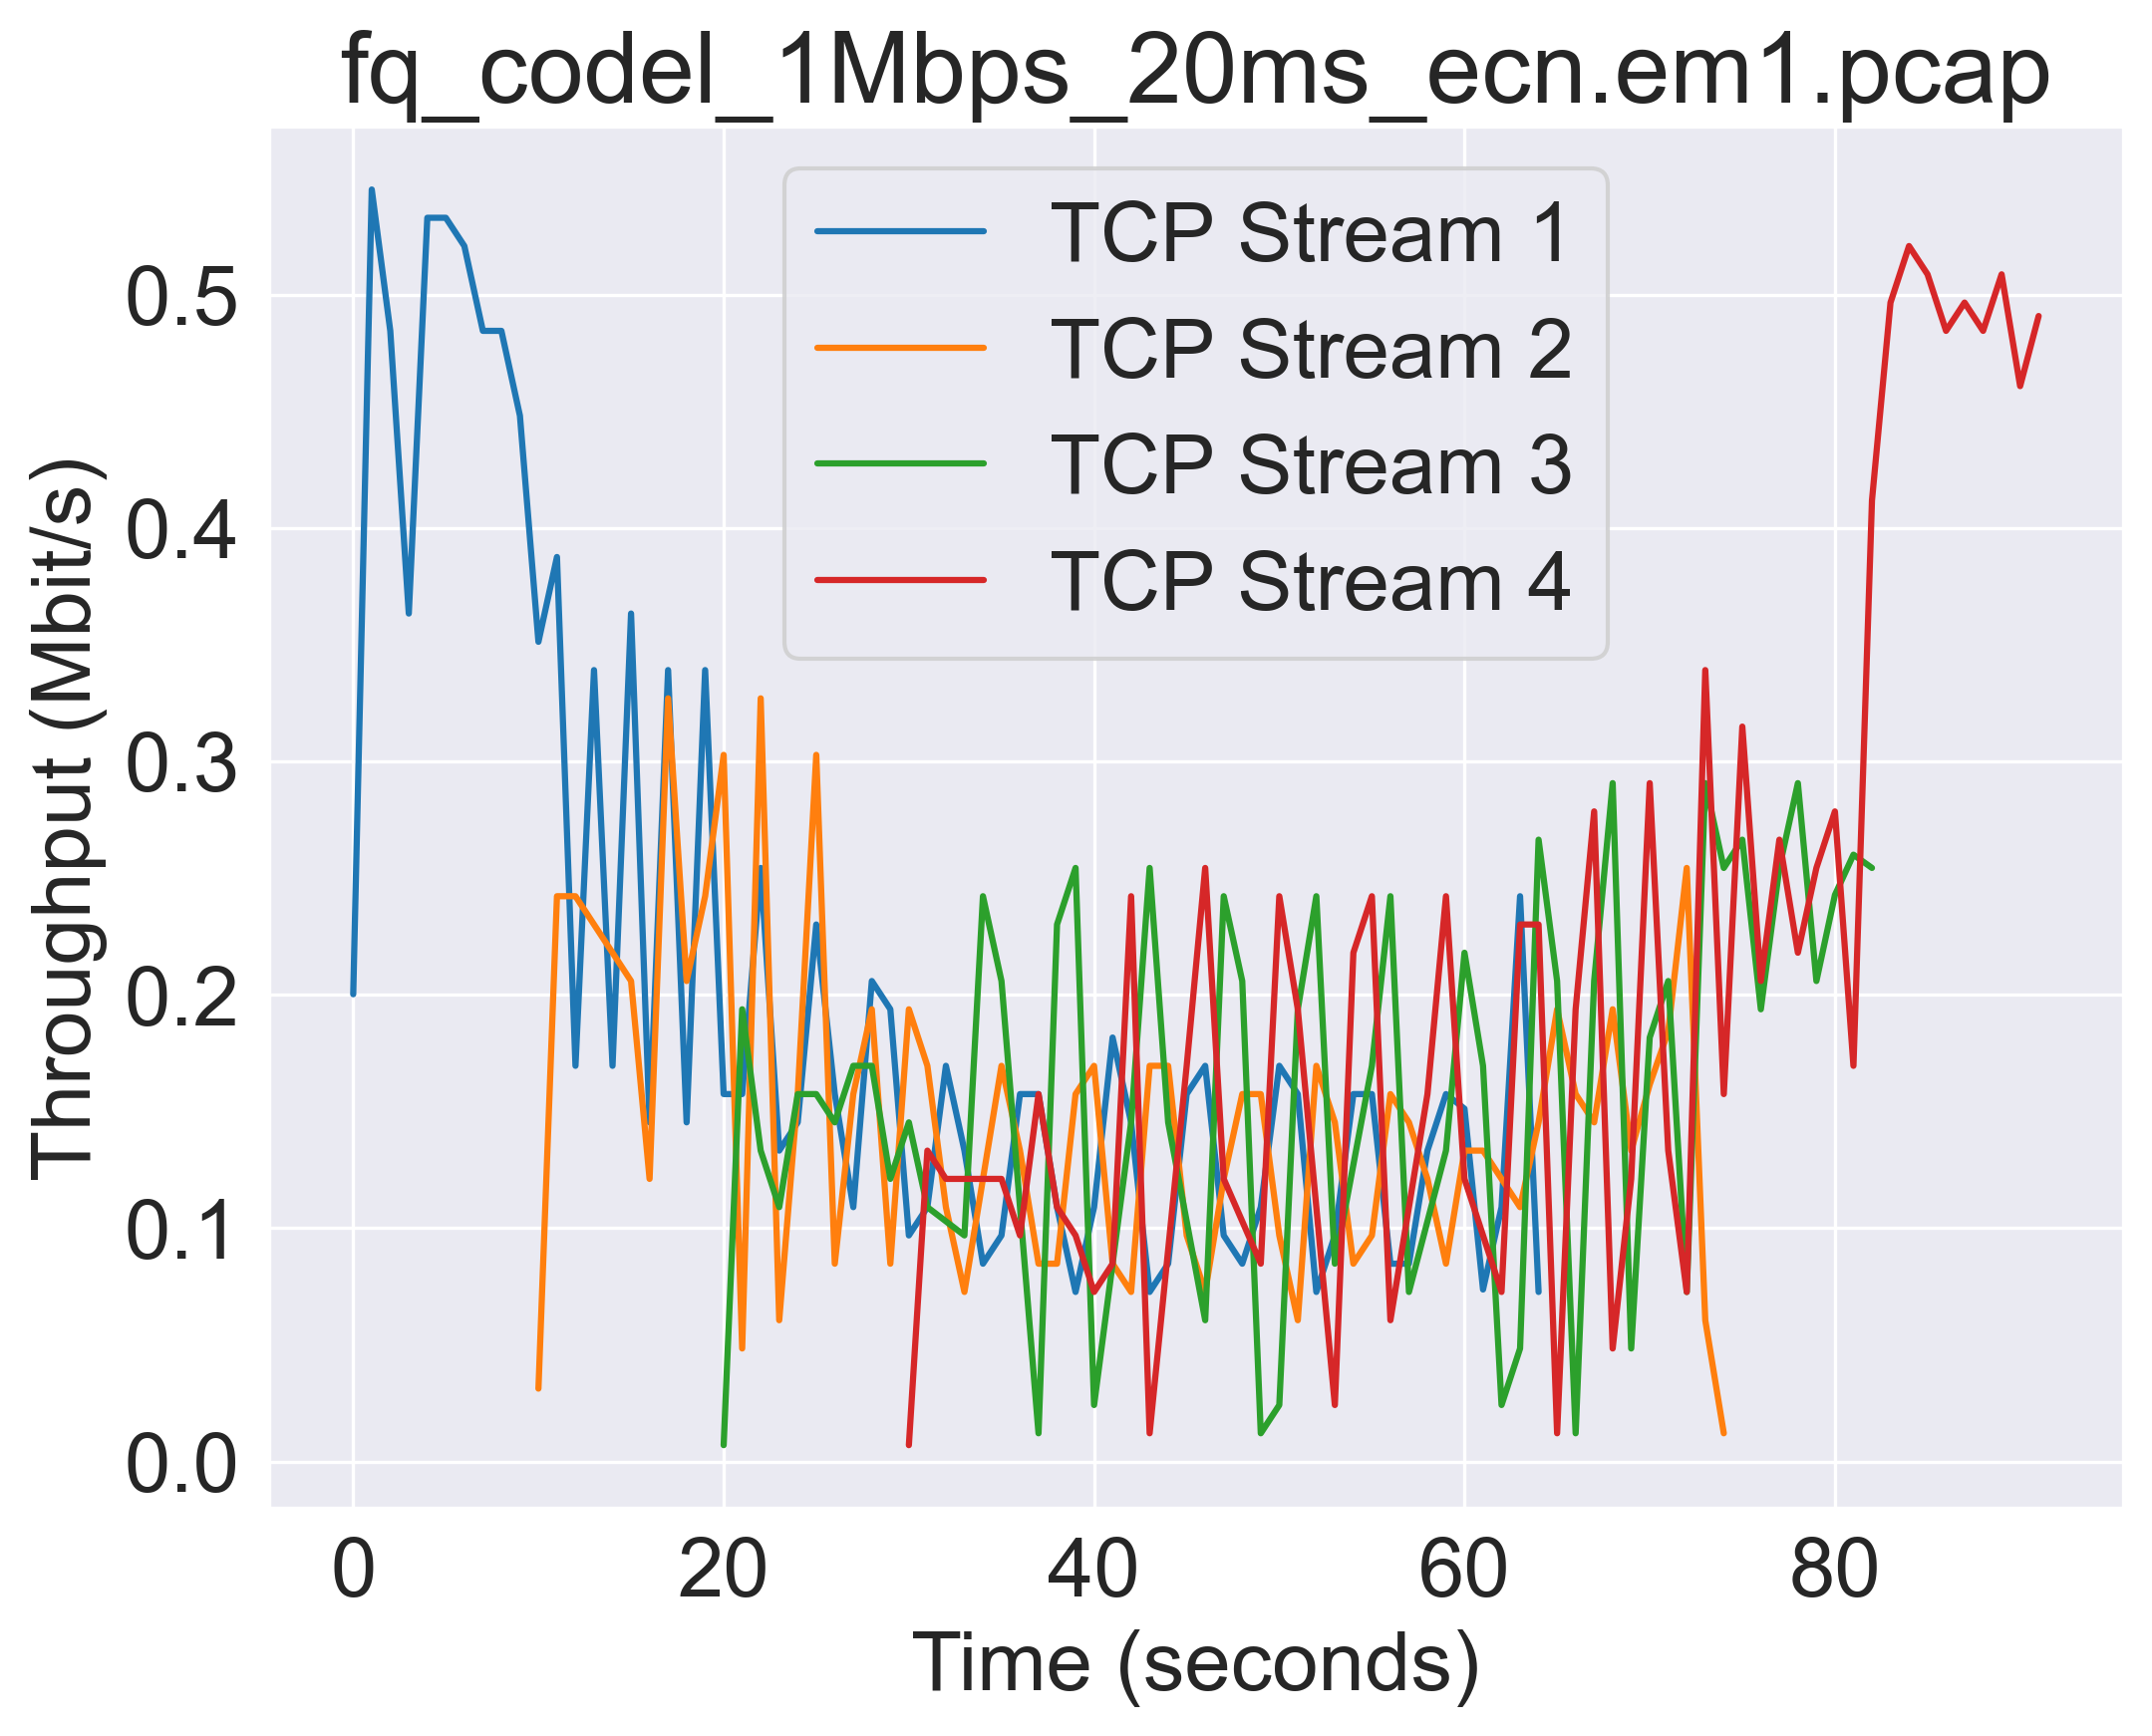 fq_codel_1Mbps_20ms_ecn.em1.pcap
TCP Stream 1
TCP Stream 2
TCP Stream 3
TCP Stream 4
Throughput (Mbit/s)
0.5
0.4
0.3
0.2
0.1
0.0
0 20 40 60 80
Time (seconds)